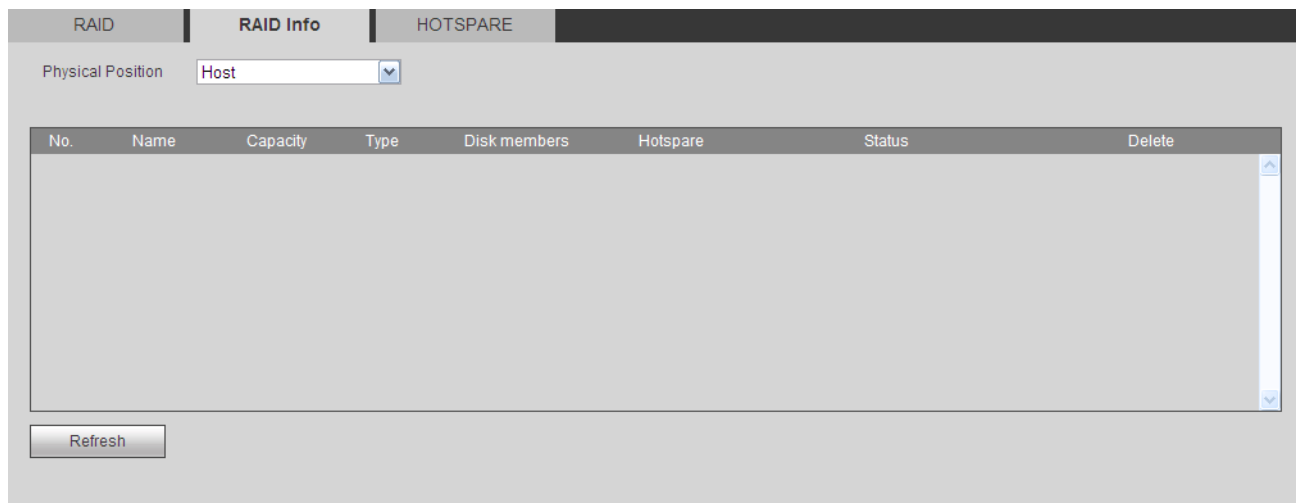 RAID RAID Info HOTSPARE
Physical Position Host
No. Name Capacity Type Disk members Hotspare Status Delete
Refresh